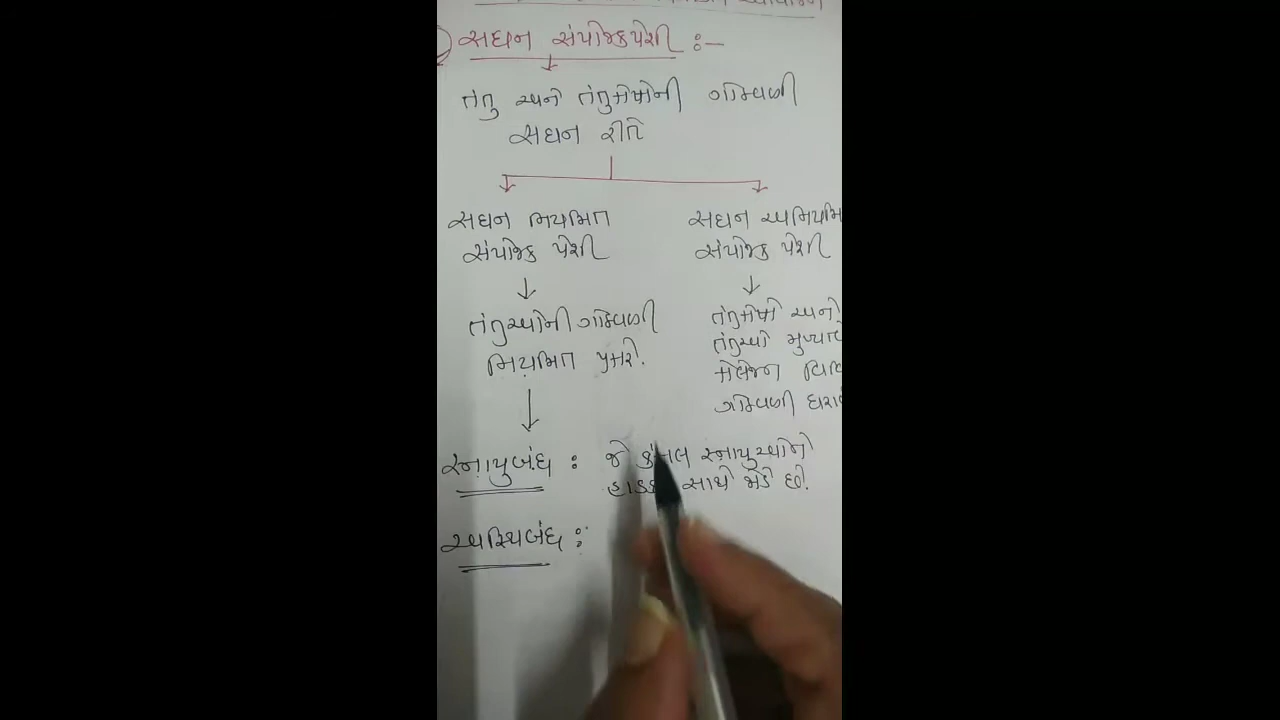 સઘન સંયોજકપેશી :-
તંતુ અને તંતુકોષોની ગોઠવણી
સઘન રીતે
સઘન નિયમિત
સંયોજક પેશી
સઘન અનિયમિ
સંયોજક પેશી
તંતુઓની ગોઠવણી
નિયમિત પ્રકારે.
તંતુકોષો અને
તંતુઓ મુખ્યત્વે
કોલેજન
ગોઠવણી ધરાવે
સ્નાયુબંધ : જે કંકાલ સ્નાયુઓને
હાડકા સાથે જોડે છે.
અસ્થિબંધ :